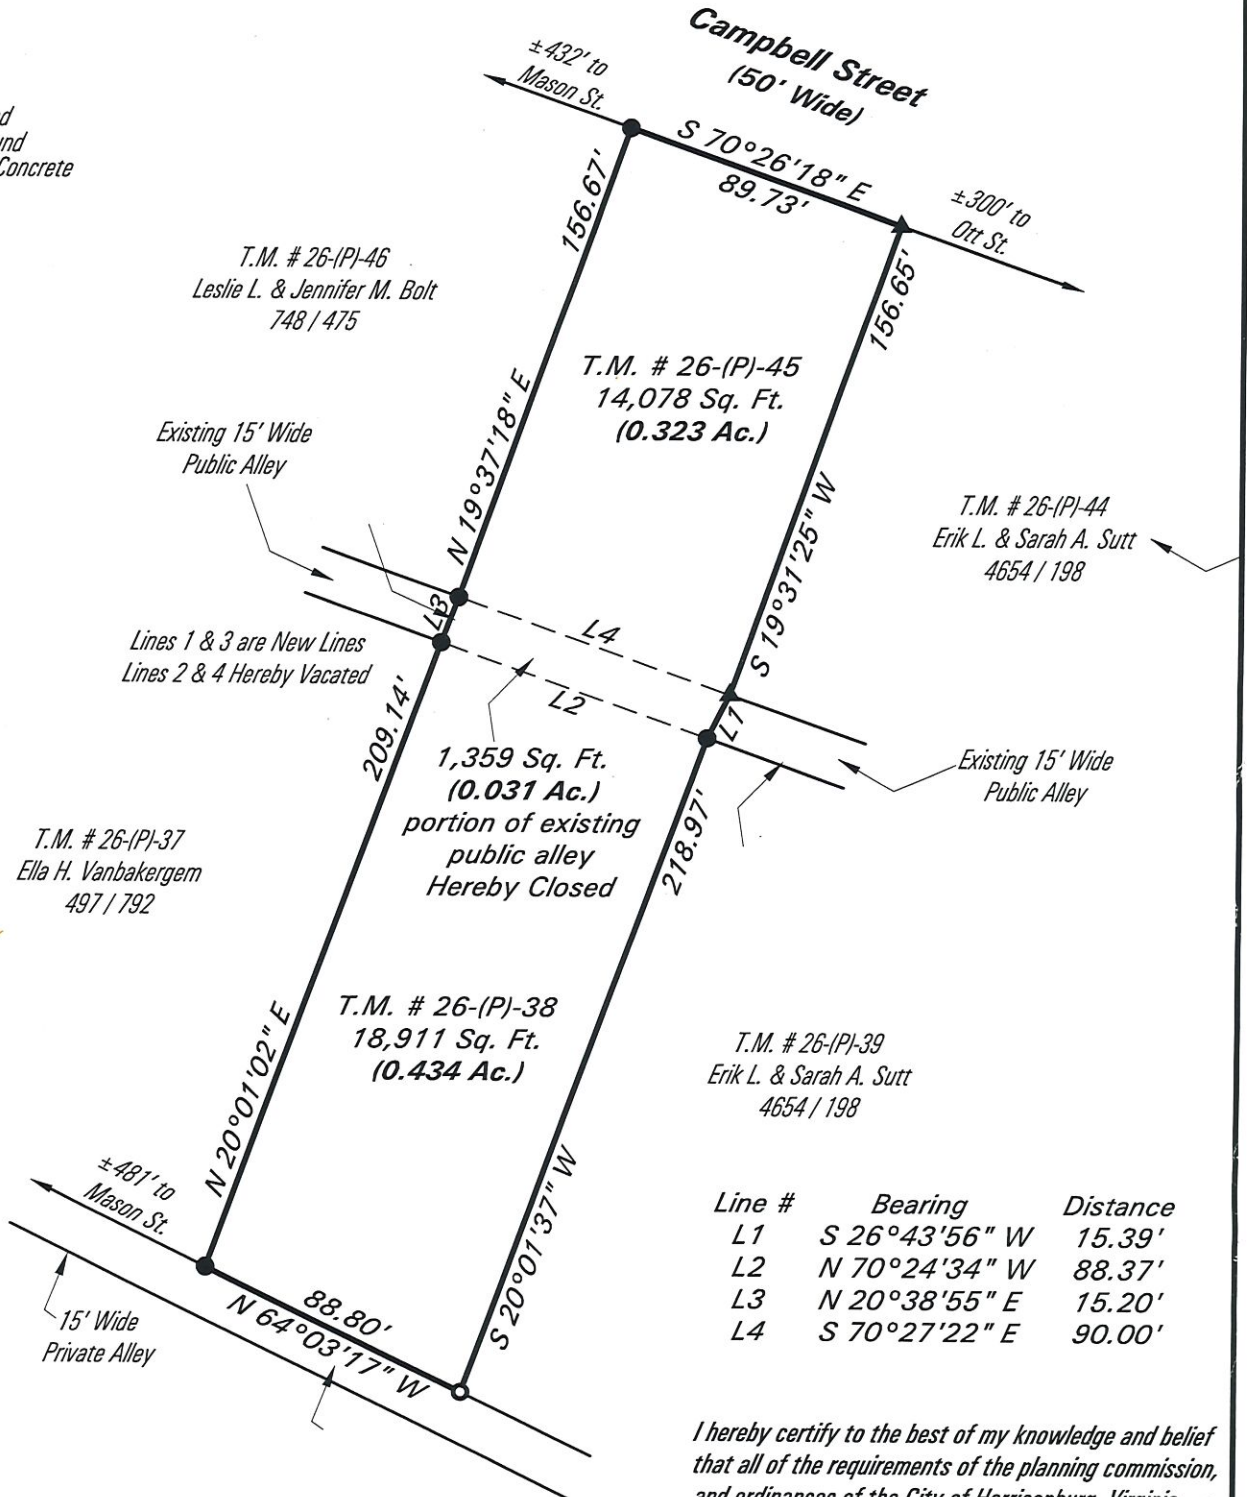 Campbell Street
(50' Wide)
±432' to
Mason St.
S 70°26'18" E
89.73'
±300' to
Ott St.
Concrete
156.67'
N 19°37'18" E
156.65'
S 19°31'25" W
T.M. # 26-(P)-46
Leslie L. & Jennifer M. Bolt
748 / 475
T.M. # 26-(P)-45
14,078 Sq. Ft.
(0.323 Ac.)
Existing 15' Wide
Public Alley
T.M. # 26-(P)-44
Erik L. & Sarah A. Sutt
4654 / 198
L3
L4
L2
L1
Lines 1 & 3 are New Lines
Lines 2 & 4 Hereby Vacated
209.14'
N 20°01'02" E
1,359 Sq. Ft.
(0.031 Ac.)
portion of existing
public alley
Hereby Closed
218.97'
S 20°01'37" W
Existing 15' Wide
Public Alley
T.M. # 26-(P)-37
Ella H. Vanbakergem
497 / 792
T.M. # 26-(P)-38
18,911 Sq. Ft.
(0.434 Ac.)
T.M. # 26-(P)-39
Erik L. & Sarah A. Sutt
4654 / 198
±481' to
Mason St.
88.80'
N 64°03'17" W
15' Wide
Private Alley
Line # Bearing Distance
L1 S 26°43'56" W 15.39'
L2 N 70°24'34" W 88.37'
L3 N 20°38'55" E 15.20'
L4 S 70°27'22" E 90.00'
I hereby certify to the best of my knowledge and belief
that all of the requirements of the planning commission,
and ordinances of the City of Harrisonburg, Virginia